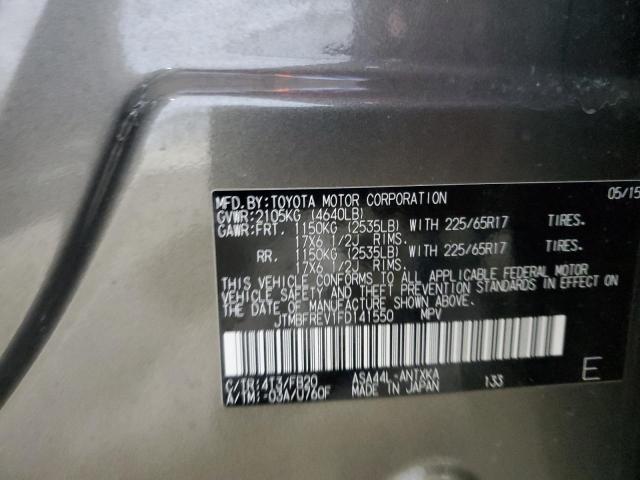 MFD.BY:TOYOTA MOTOR CORPORATION 05/15
GVWR:2105KG (4640LB)
GAWR:FRT. 1150KG (2535LB) WITH 225/65R17 TIRES.
17X6 1/2J RIMS.
RR. 1150KG (2535LB) WITH 225/65R17 TIRES.
17X6 1/2J RIMS.
THIS VEHICLE CONFORMS TO ALL APPLICABLE FEDERAL MOTOR
VEHICLE SAFETY AND THEFT PREVENTION STANDARDS IN EFFECT ON
THE DATE OF MANUFACTURE SHOWN ABOVE.
JTMBFREV1FD141550 MPV
C/TR:4T3/FB20 ASA44L-ANTXKA
A/TM:-03A/U760F MADE IN JAPAN 133 E